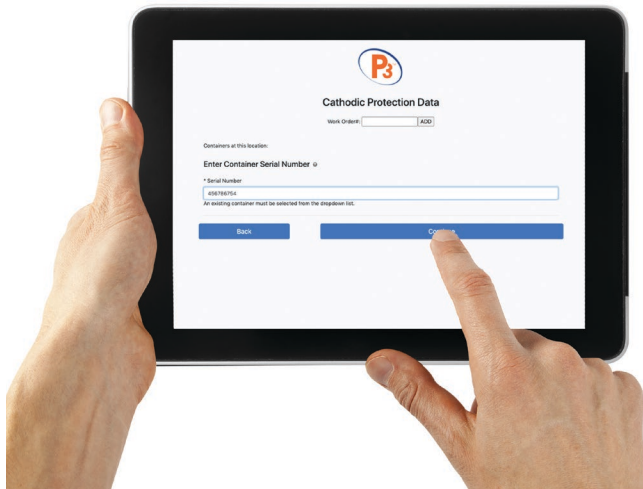 P3
Cathodic Protection Data
Work Order#: ADD
Containers at this location:
Enter Container Serial Number
* Serial Number
456786754
An existing container must be selected from the dropdown list.
Back